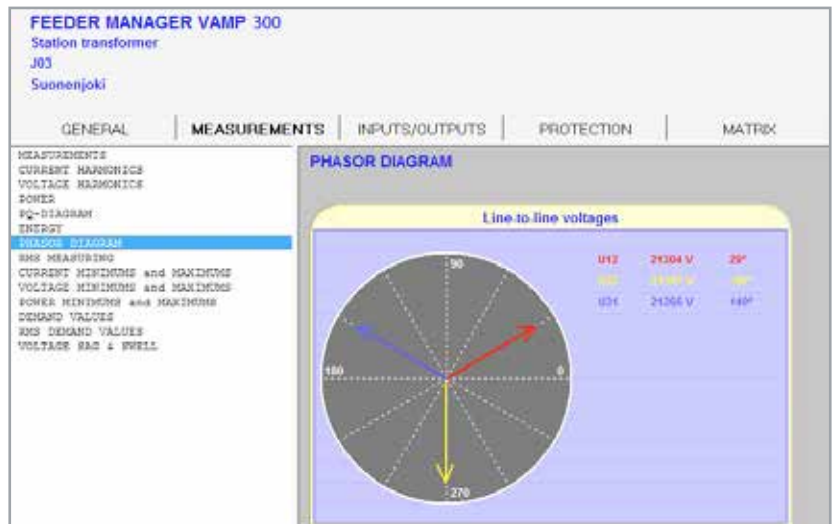 FEEDER MANAGER VAMP 300
Station transformer
J03
Suonenjoki
GENERAL
MEASUREMENTS
INPUTS/OUTPUTS
PROTECTION
MATRIX
MEASUREMENTS
CURRENT HARMONICS
VOLTAGE HARMONICS
POWER
PQ-DIAGRAM
ENERGY
PHASOR DIAGRAM
RMS MEASURING
CURRENT MINIMUMS and MAXIMUMS
VOLTAGE MINIMUMS and MAXIMUMS
POWER MINIMUMS and MAXIMUMS
DEMAND VALUES
RMS DEMAND VALUES
VOLTAGE SAG & SWELL
PHASOR DIAGRAM
Line-to-line voltages
U12 21304 V 29°
U31 V 149°
90
180
0
270